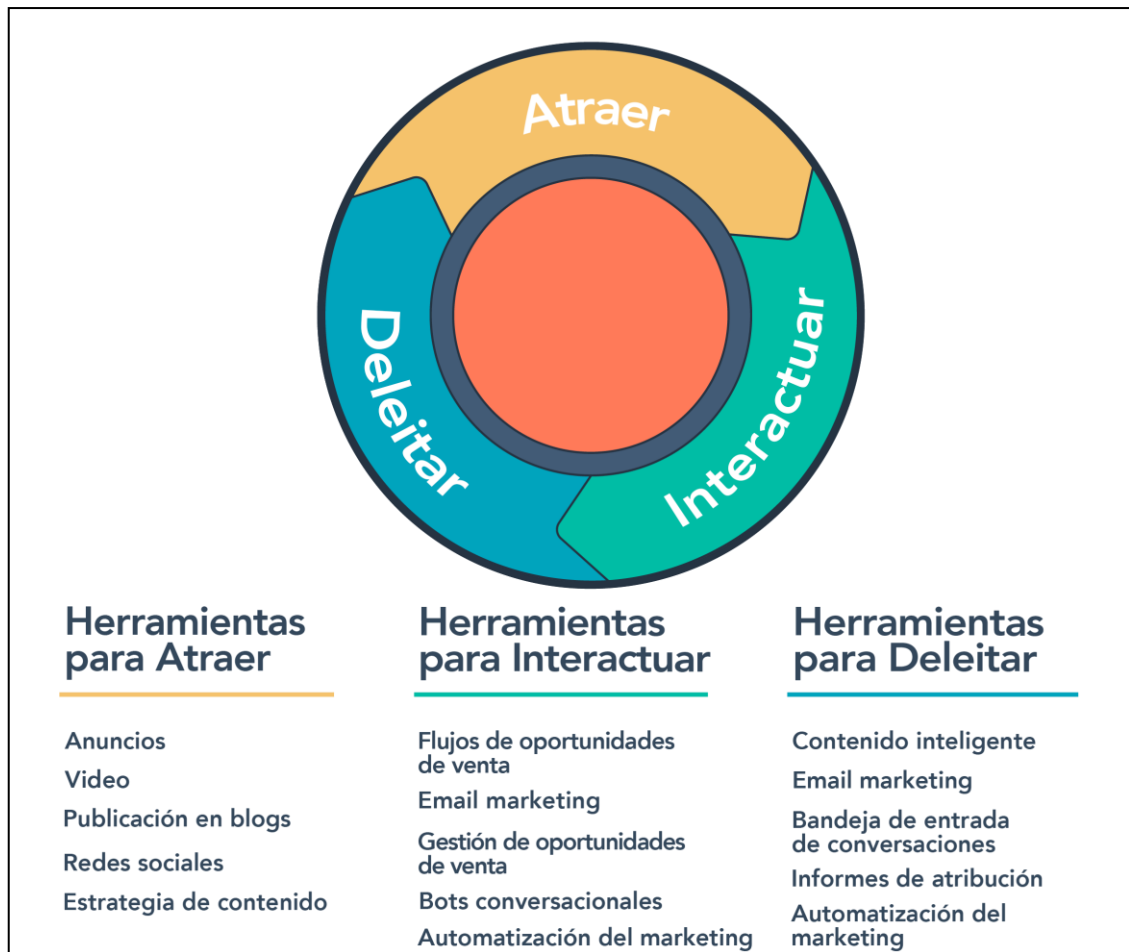 Atraer
Interactuar
Deleitar
Herramientas
para Atraer
Anuncios
Video
Publicación en blogs
Redes sociales
Estrategia de contenido
Herramientas
para Interactuar
Flujos de oportunidades
de venta
Email marketing
Gestión de oportunidades
de venta
Bots conversacionales
Automatización del marketing
Herramientas
para Deleitar
Contenido inteligente
Email marketing
Bandeja de entrada
de conversaciones
Informes de atribución
Automatización del
marketing